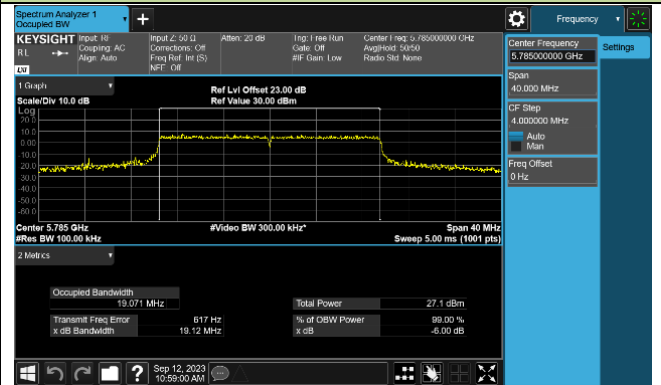 Spectrum Analyzer 1
Occupied BW
Frequency
KEYSIGHT
RL
LXI
Input: RF
Coupling: AC
Align: Auto
Input Z: 50 Ω
Corrections: Off
Freq Ref: Int (S)
NFE: Off
Atten: 20 dB
Trig: Free Run
Gate: Off
#IF Gain: Low
Center Freq: 5.785000000 GHz
Avg|Hold: 50/50
Radio Std: None
Center Frequency
5.785000000 GHz
Settings
Span
40.000 MHz
CF Step
4.000000 MHz
Auto
Man
Freq Offset
0 Hz
1 Graph
Scale/Div 10.0 dB
Ref Lvl Offset 23.00 dB
Ref Value 30.00 dBm
Log
20.0
10.0
0.00
-10.0
-20.0
-30.0
-40.0
-50.0
-60.0
Center 5.785 GHz
#Video BW 300.00 kHz*
Span 40 MHz
#Res BW 100.00 kHz
Sweep 5.00 ms (1001 pts)
2 Metrics
Occupied Bandwidth
19.071 MHz
Total Power 27.1 dBm
Transmit Freq Error 617 Hz
% of OBW Power 99.00 %
x dB Bandwidth 19.12 MHz
x dB -6.00 dB
Sep 12, 2023
10:59:00 AM